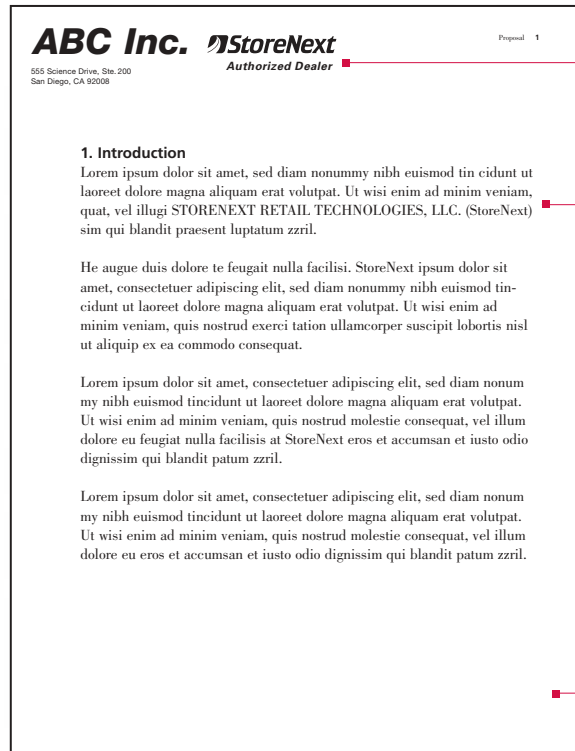 ABC Inc.
StoreNext
Authorized Dealer
Proposal 1
555 Science Drive, Ste. 200
San Diego, CA 92008
1. Introduction
Lorem ipsum dolor sit amet, sed diam nonummy nibh euismod tin cidunt ut
laoreet dolore magna aliquam erat volutpat. Ut wisi enim ad minim veniam,
quat, vel illugi STORENEXT RETAIL TECHNOLOGIES, LLC. (StoreNext)
sim qui blandit praesent luptatum zzril.
He augue duis dolore te feugait nulla facilisi. StoreNext ipsum dolor sit
amet, consectetuer adipiscing elit, sed diam nonummy nibh euismod tin-
cidunt ut laoreet dolore magna aliquam erat volutpat. Ut wisi enim ad
minim veniam, quis nostrud exerci tation ullamcorper suscipit lobortis nisl
ut aliquip ex ea commodo consequat.
Lorem ipsum dolor sit amet, consectetuer adipiscing elit, sed diam nonum
my nibh euismod tincidunt ut laoreet dolore magna aliquam erat volutpat.
Ut wisi enim ad minim veniam, quis nostrud molestie consequat, vel illum
dolore eu feugiat nulla facilisis at StoreNext eros et accumsan et iusto odio
dignissim qui blandit patum zzril.
Lorem ipsum dolor sit amet, consectetuer adipiscing elit, sed diam nonum
my nibh euismod tincidunt ut laoreet dolore magna aliquam erat volutpat.
Ut wisi enim ad minim veniam, quis nostrud molestie consequat, vel illum
dolore eu eros et accumsan et iusto odio dignissim qui blandit patum zzril.